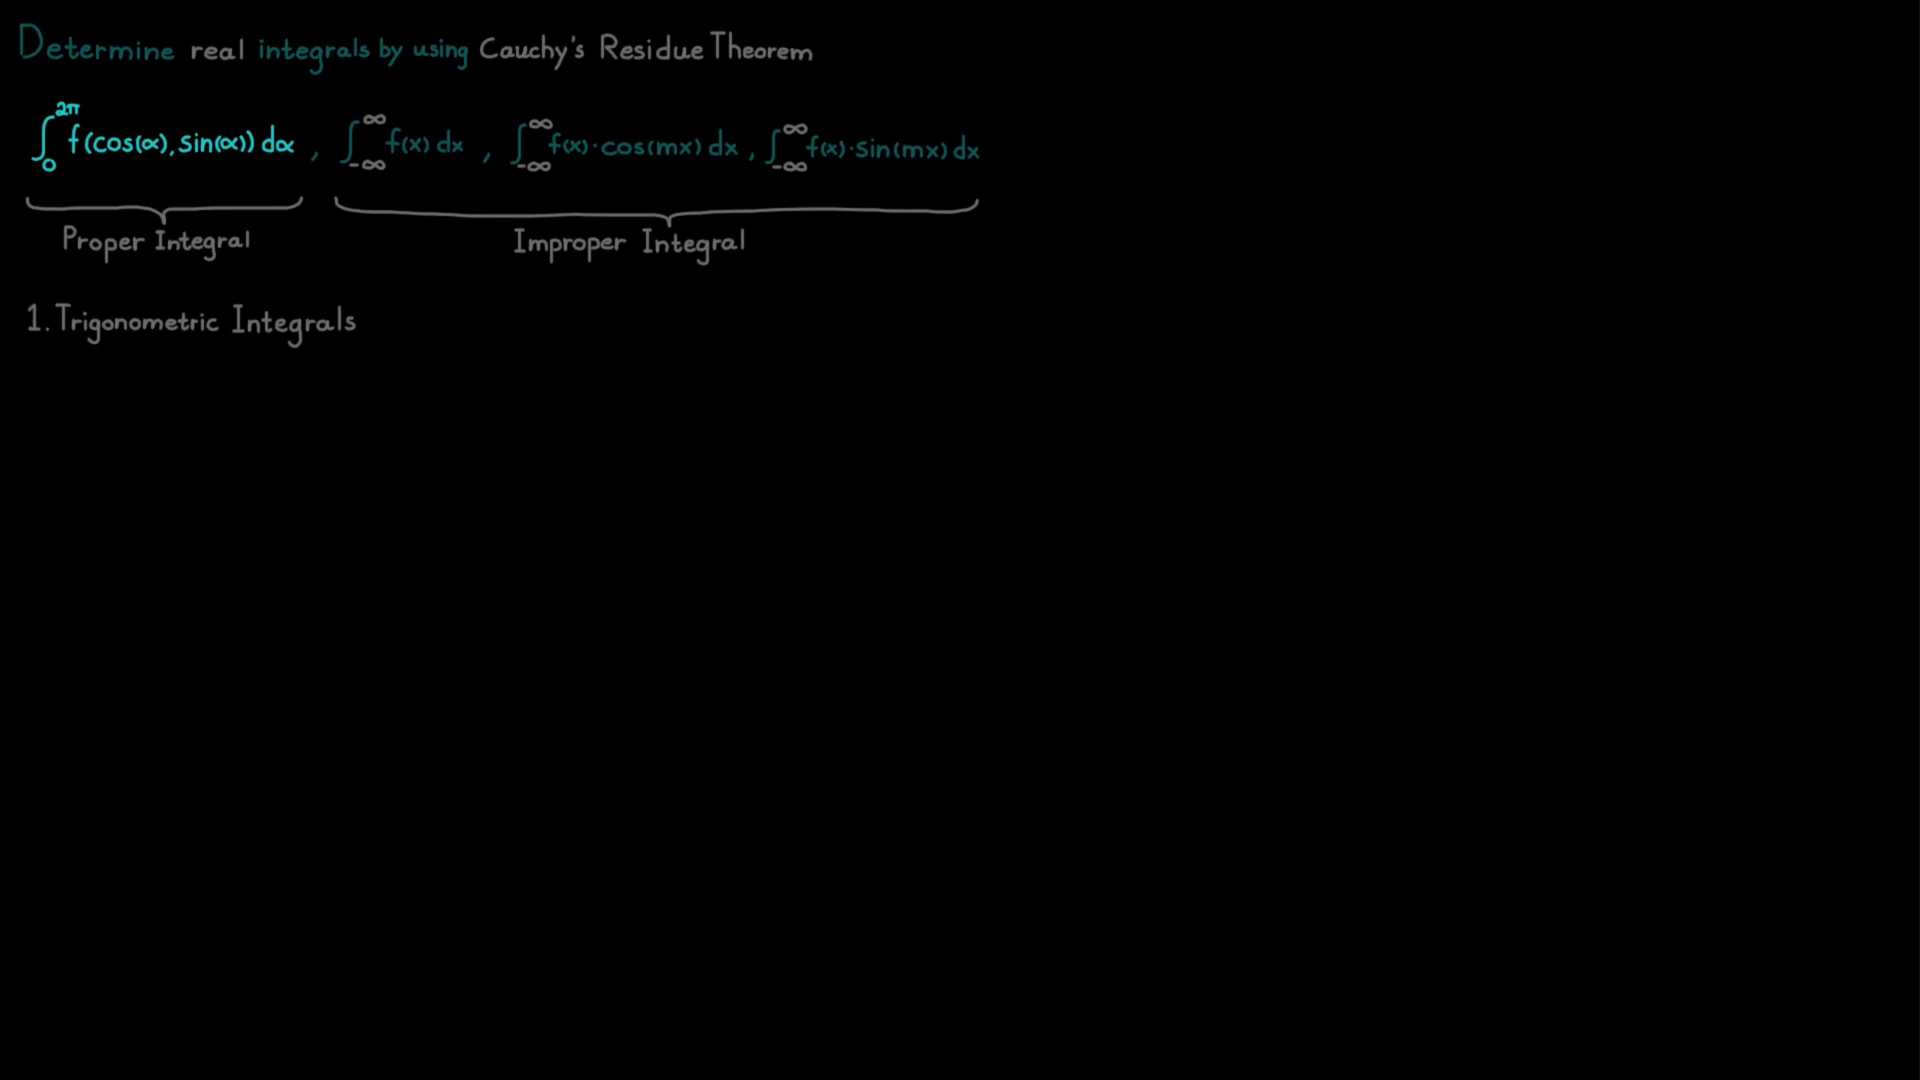 Determine real integrals by using Cauchy's Residue Theorem
∫₀^2π f(cos(α), sin(α)) dα , ∫₋∞^∞ f(x) dx , ∫₋∞^∞ f(x)·cos(mx) dx , ∫₋∞^∞ f(x)·sin(mx) dx
Proper Integral Improper Integral
1. Trigonometric Integrals